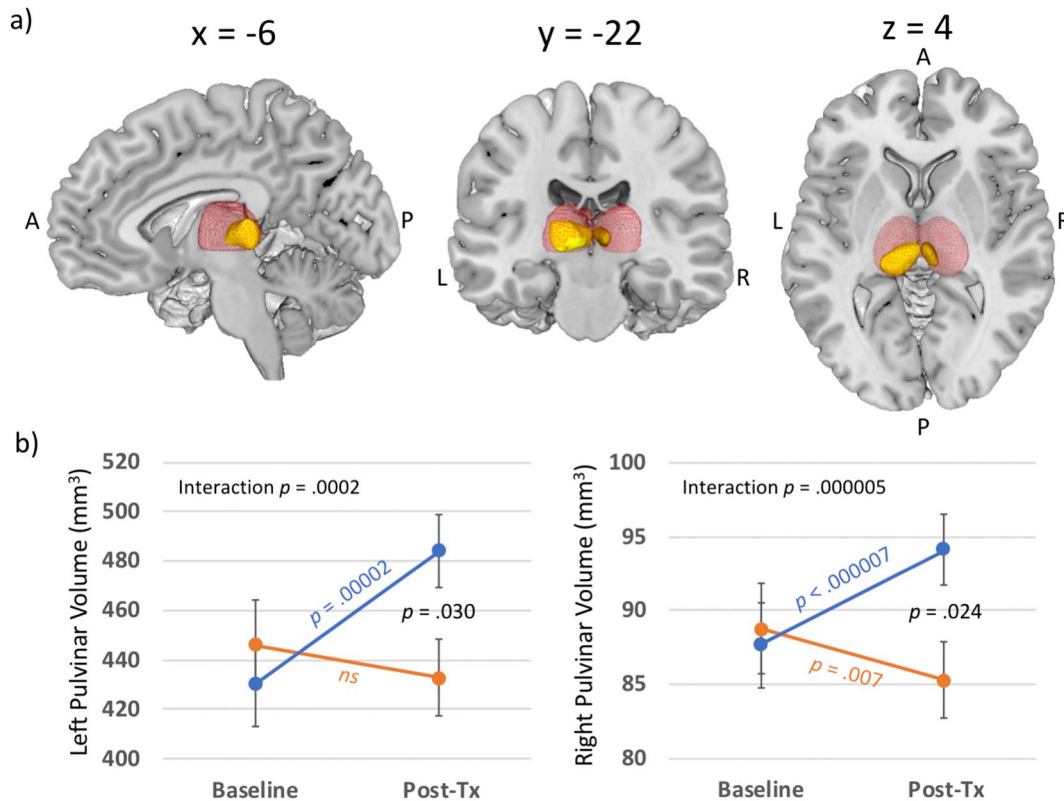 a)
x = -6
y = -22
z = 4
A
P
L
R
A
L
R
P
b)
Left Pulvinar Volume (mm³)
520
500
480
460
440
420
400
Interaction p = .0002
p = .00002
p = .030
ns
Baseline
Post-Tx
Right Pulvinar Volume (mm³)
100
95
90
85
80
Interaction p = .000005
p < .000007
p = .024
p = .007
Baseline
Post-Tx